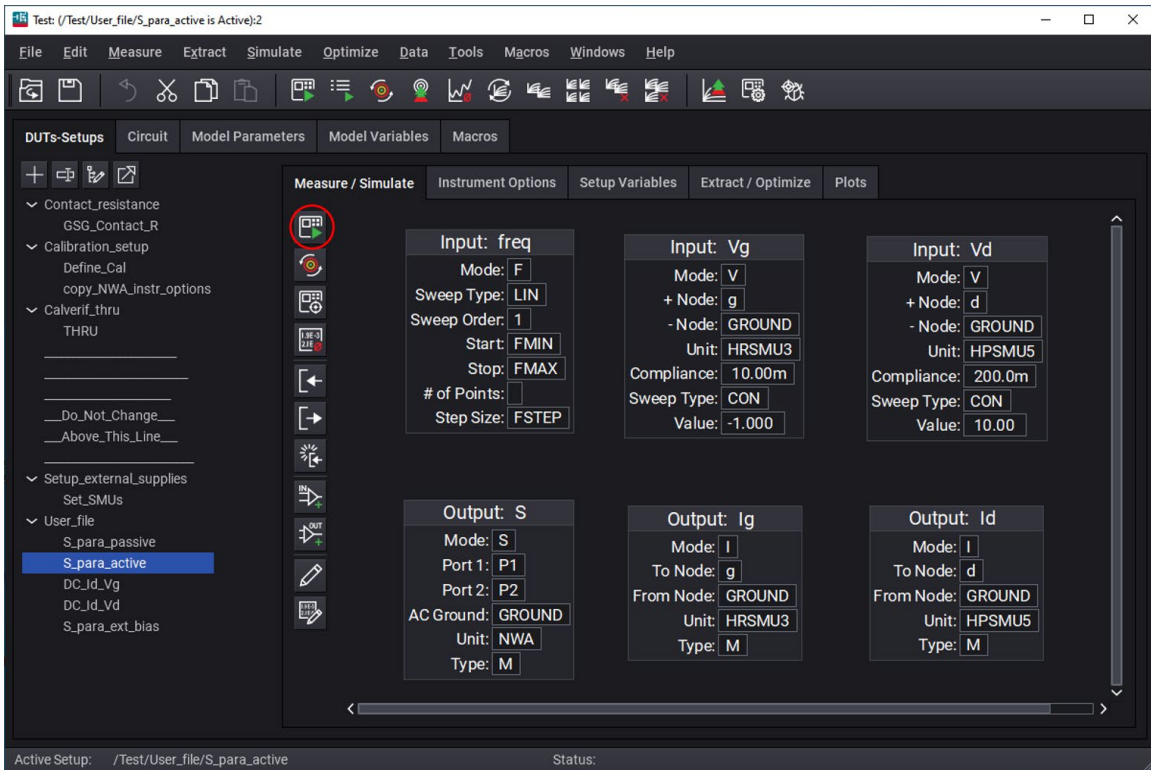 Test: (/Test/User_file/S_para_active is Active):2
File Edit Measure Extract Simulate Optimize Data Tools Macros Windows Help
DUTs-Setups Circuit Model Parameters Model Variables Macros
Contact_resistance
GSG_Contact_R
Calibration_setup
Define_Cal
copy_NWA_instr_options
Calverif_thru
THRU
__Do_Not_Change__
__Above_This_Line__
Setup_external_supplies
Set_SMUs
User_file
S_para_passive
S_para_active
DC_Id_Vg
DC_Id_Vd
S_para_ext_bias
Measure / Simulate Instrument Options Setup Variables Extract / Optimize Plots
Input: freq
Mode: F
Sweep Type: LIN
Sweep Order: 1
Start: FMIN
Stop: FMAX
# of Points:
Step Size: FSTEP
Input: Vg
Mode: V
+ Node: g
- Node: GROUND
Unit: HRSMU3
Compliance: 10.00m
Sweep Type: CON
Value: -1.000
Input: Vd
Mode: V
+ Node: d
- Node: GROUND
Unit: HPSMU5
Compliance: 200.0m
Sweep Type: CON
Value: 10.00
Output: S
Mode: S
Port 1: P1
Port 2: P2
AC Ground: GROUND
Unit: NWA
Type: M
Output: Ig
Mode: I
To Node: g
From Node: GROUND
Unit: HRSMU3
Type: M
Output: Id
Mode: I
To Node: d
From Node: GROUND
Unit: HPSMU5
Type: M
IN
OUT
Active Setup: /Test/User_file/S_para_active Status: